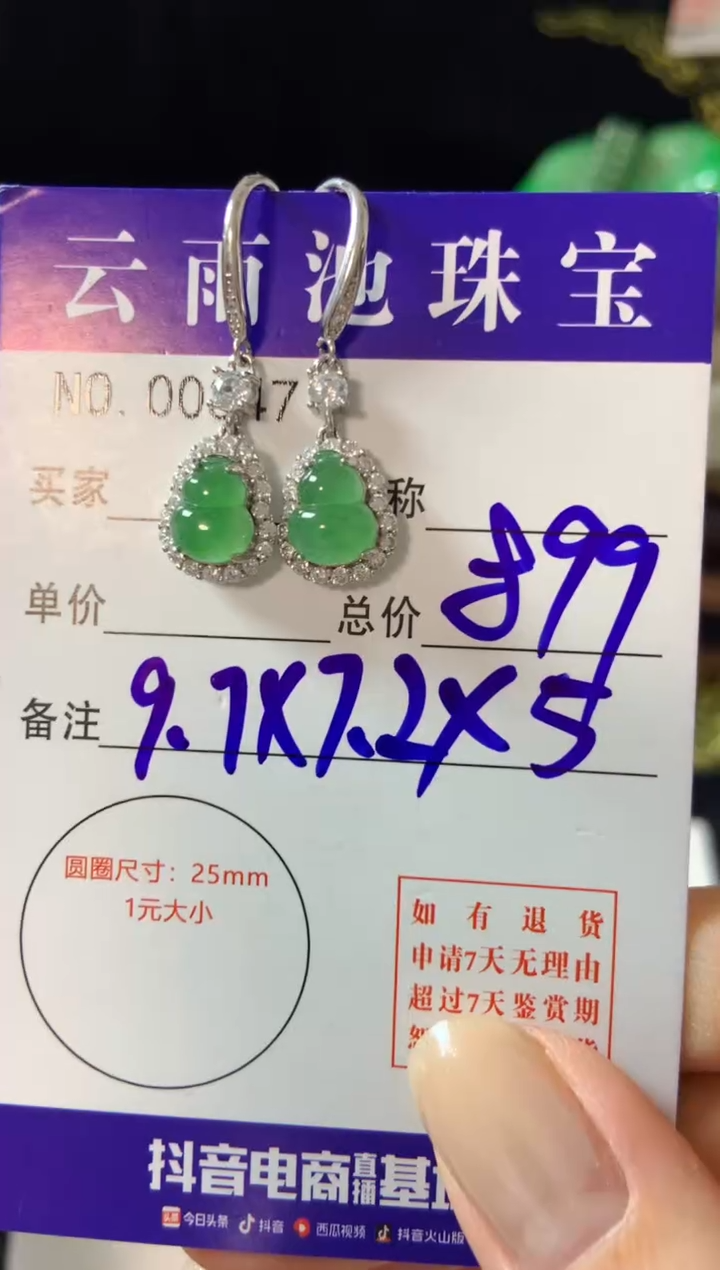 云雨池珠宝
NO. 00 47
买家 称
单价 总价 899
备注 9.7X7.2X5
圆圈尺寸：25mm
1元大小
如有退货
申请7天无理由
超过7天鉴赏期
抖音电商直播基
今日头条 抖音 西瓜视频 抖音火山版